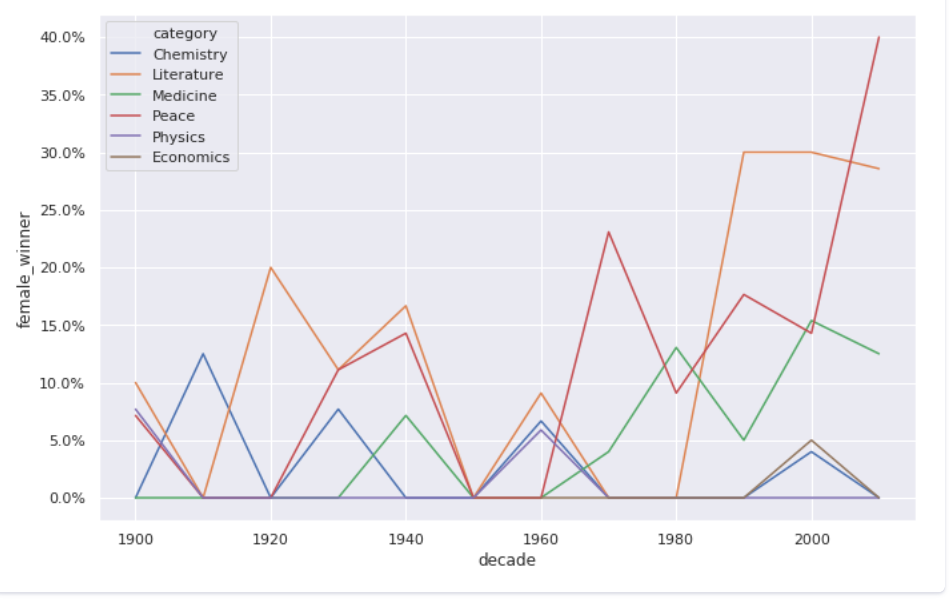 category
Chemistry
Literature
Medicine
Peace
Physics
Economics
40.0%
35.0%
30.0%
25.0%
20.0%
15.0%
10.0%
5.0%
0.0%
female_winner
1900 1920 1940 1960 1980 2000
decade